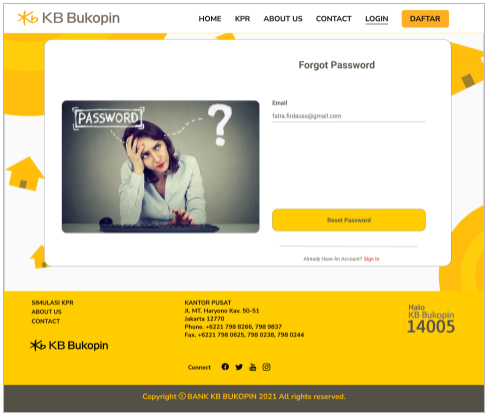 KB Bukopin
HOME KPR ABOUT US CONTACT LOGIN DAFTAR
Forgot Password
PASSWORD
?
Email
fatra.firdauss@gmail.com
Reset Password
Already Have An Account? Sign In
SIMULASI KPR
ABOUT US
CONTACT
KB Bukopin
KANTOR PUSAT
Jl. MT. Haryono Kav. 50-51
Jakarta 12770
Phone. +6221 798 8266, 798 9837
Fax. +6221 798 0625, 798 0238, 798 0244
Halo
KB Bukopin
14005
Connect
Copyright © BANK KB BUKOPIN 2021 All rights reserved.